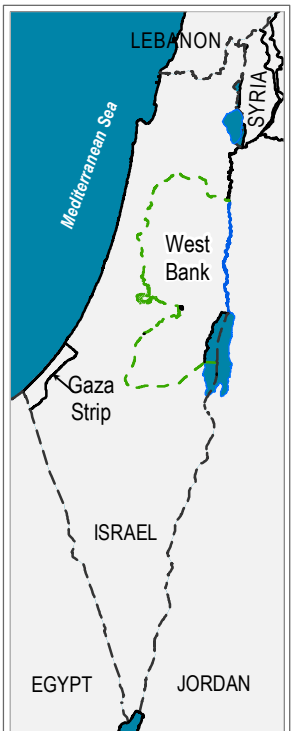 LEBANON
SYRIA
Mediterranean Sea
West
Bank
Gaza
Strip
ISRAEL
EGYPT
JORDAN